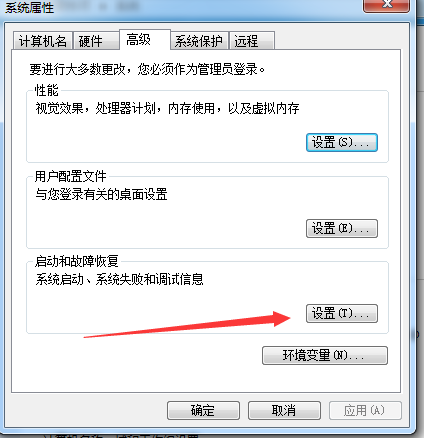 系统属性
计算机名 硬件 高级 系统保护 远程
要进行大多数更改，您必须作为管理员登录。
性能
视觉效果，处理器计划，内存使用，以及虚拟内存
设置(S)...
用户配置文件
与您登录有关的桌面设置
设置(E)...
启动和故障恢复
系统启动、系统失败和调试信息
设置(T)...
环境变量(N)...
确定 取消 应用(A)